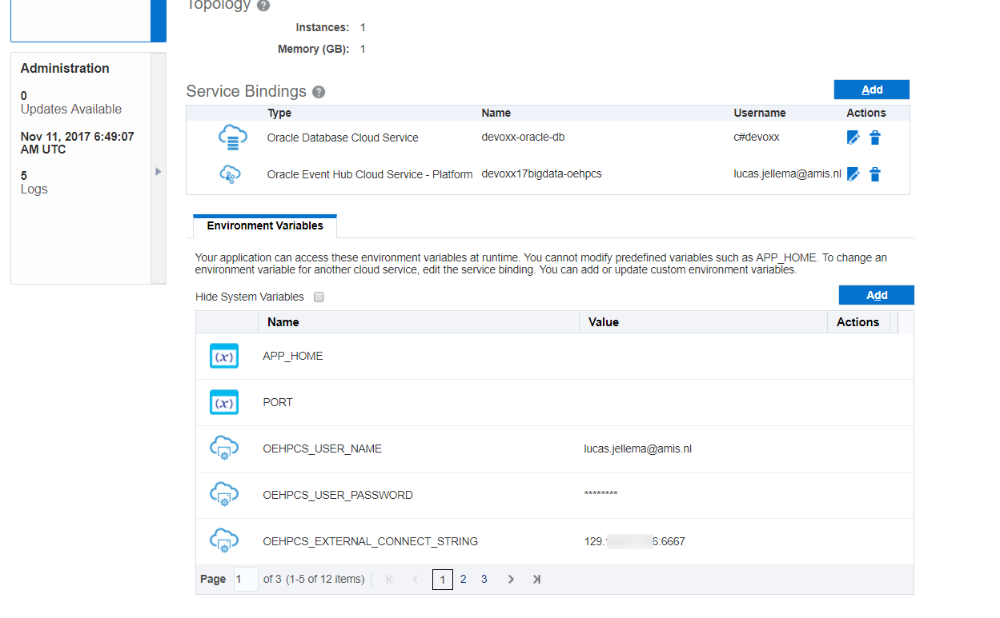 Topology ?
Instances: 1
Memory (GB): 1
Administration
0
Updates Available
Nov 11, 2017 6:49:07
AM UTC
5
Logs
Service Bindings ?
Add
Type Name Username Actions
Oracle Database Cloud Service devoxx-oracle-db c#devoxx
Oracle Event Hub Cloud Service - Platform devoxx17bigdata-oehpcs lucas.jellema@amis.nl
Environment Variables
Your application can access these environment variables at runtime. You cannot modify predefined variables such as APP_HOME. To change an
environment variable for another cloud service, edit the service binding. You can add or update custom environment variables.
Hide System Variables
Add
Name Value Actions
(x) APP_HOME
(x) PORT
OEHPCS_USER_NAME lucas.jellema@amis.nl
OEHPCS_USER_PASSWORD ********
OEHPCS_EXTERNAL_CONNECT_STRING 129. 6:6667
Page 1 of 3 (1-5 of 12 items) 1 2 3